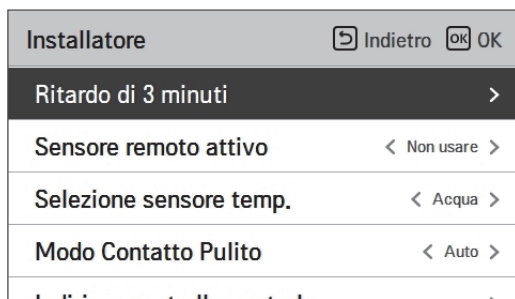 Installatore Indietro OK OK
Ritardo di 3 minuti >
Sensore remoto attivo < Non usare >
Selezione sensore temp. < Acqua >
Modo Contatto Pulito < Auto >